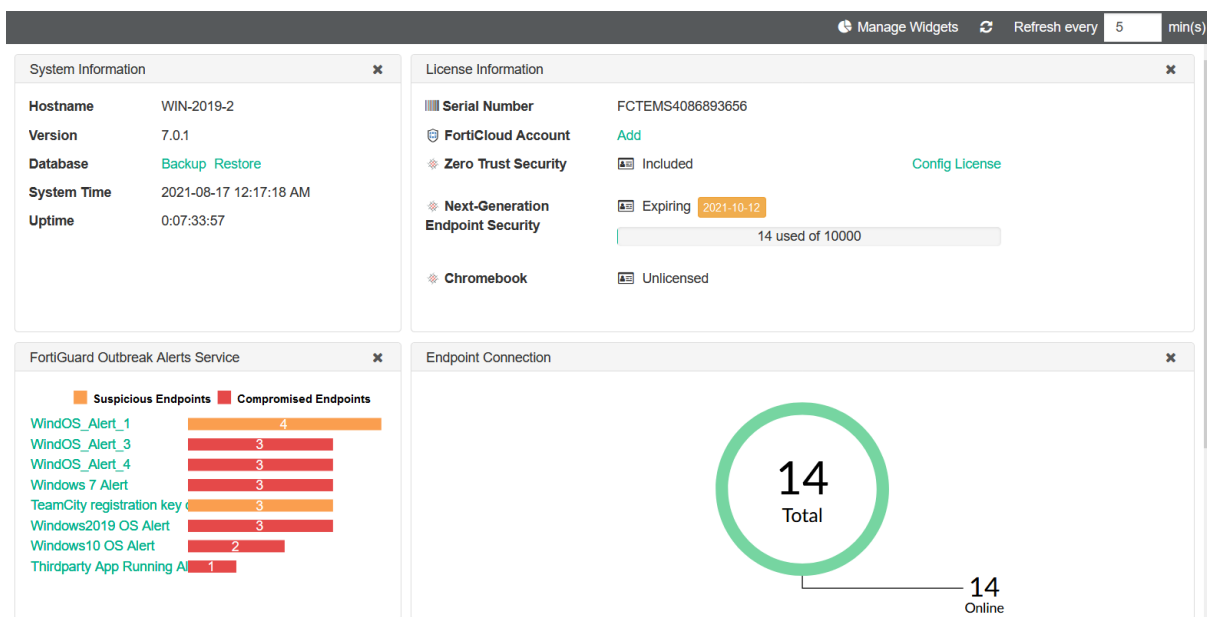 Manage Widgets Refresh every 5 min(s)
System Information
Hostname WIN-2019-2
Version 7.0.1
Database Backup Restore
System Time 2021-08-17 12:17:18 AM
Uptime 0:07:33:57
License Information
Serial Number FCTEMS4086893656
FortiCloud Account Add
Zero Trust Security Included Config License
Next-Generation
Endpoint Security
Expiring 2021-10-12
14 used of 10000
Chromebook Unlicensed
FortiGuard Outbreak Alerts Service
Suspicious Endpoints Compromised Endpoints
WindOS_Alert_1 4
WindOS_Alert_3 3
WindOS_Alert_4 3
Windows 7 Alert 3
TeamCity registration key 3
Windows2019 OS Alert 3
Windows10 OS Alert 2
Thirdparty App Running 1
Endpoint Connection
14
Total
14
Online